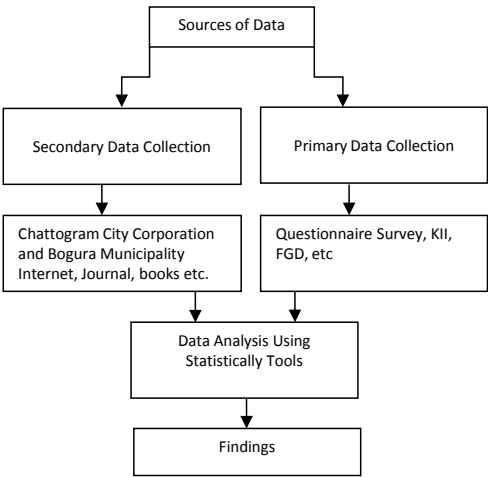 Sources of Data
Secondary Data Collection
Primary Data Collection
Chattogram City Corporation
and Bogura Municipality
Internet, Journal, books etc.
Questionnaire Survey, KII,
FGD, etc
Data Analysis Using
Statistically Tools
Findings